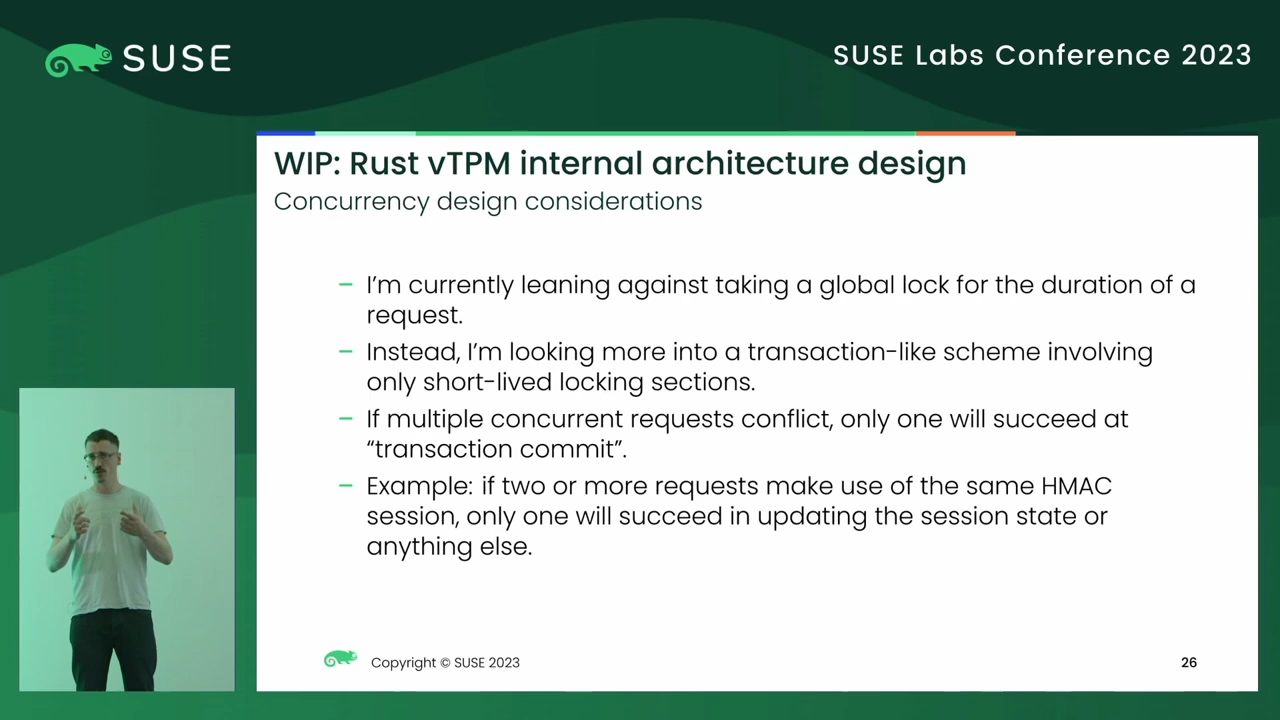 SUSE
SUSE Labs Conference 2023
WIP: Rust vTPM internal architecture design
Concurrency design considerations
– I’m currently leaning against taking a global lock for the duration of a
request.
– Instead, I’m looking more into a transaction-like scheme involving
only short-lived locking sections.
– If multiple concurrent requests conflict, only one will succeed at
“transaction commit”.
– Example: if two or more requests make use of the same HMAC
session, only one will succeed in updating the session state or
anything else.
Copyright © SUSE 2023
26